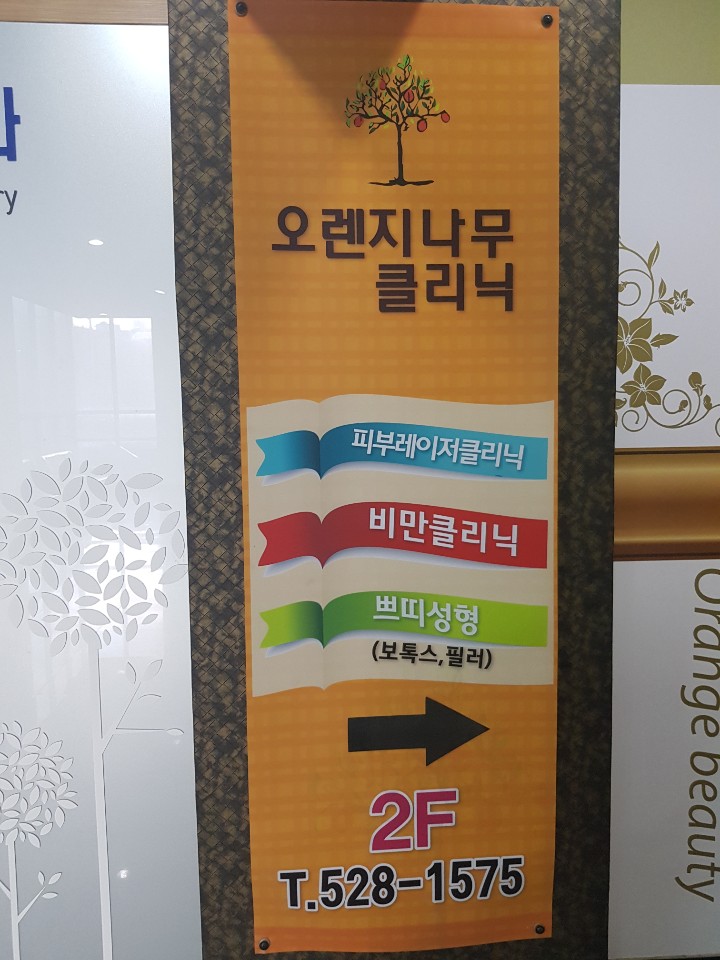 오렌지나무
클리닉
피부레이저클리닉
비만클리닉
쁘띠성형
(보톡스,필러)
2F
T.528-1575
Orange beauty